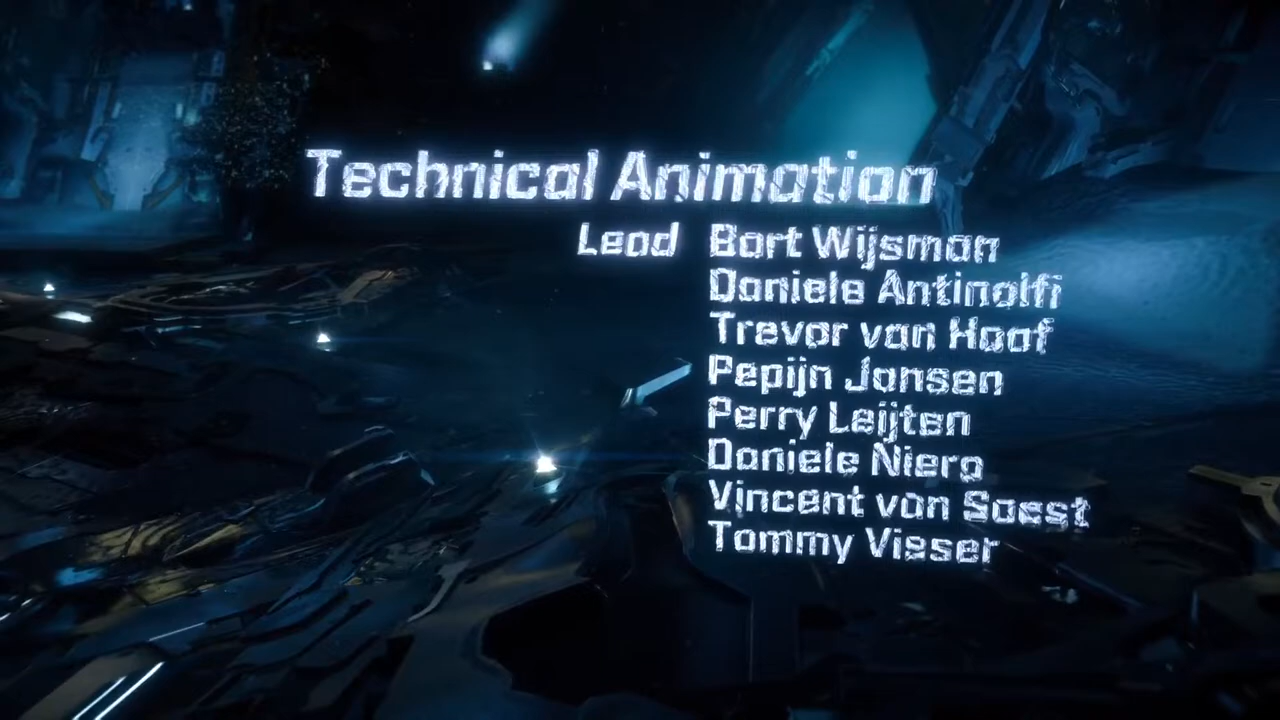 Technical Animation
Lead Bart Wijsman
Daniele Antinolfi
Trevor van Hoof
Pepijn Jansen
Perry Leijten
Daniele Niero
Vincent van Soest
Tommy Visser